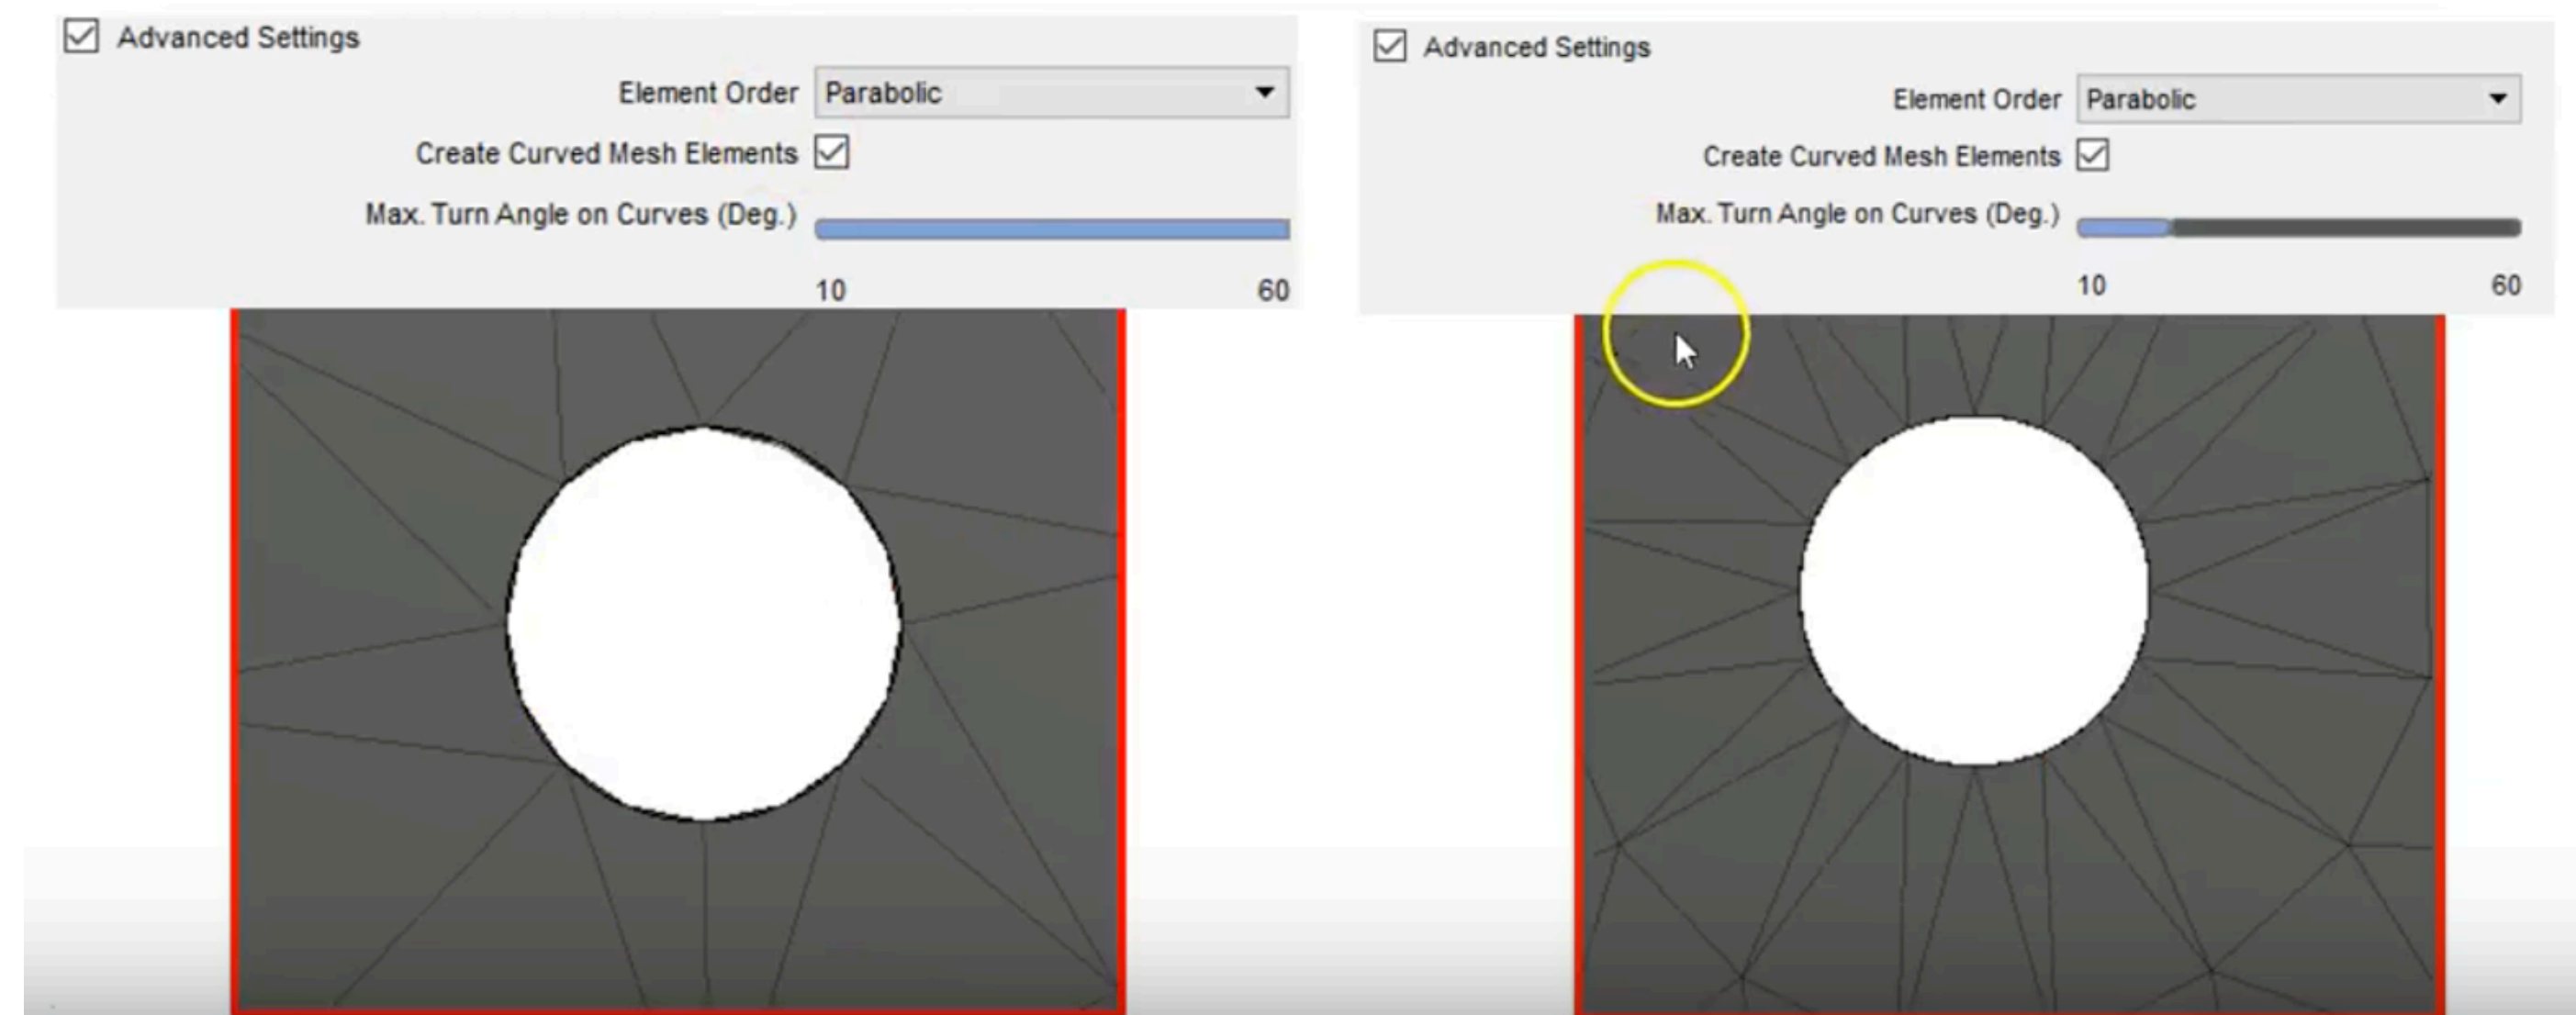 Advanced Settings
Element Order Parabolic
Create Curved Mesh Elements
Max. Turn Angle on Curves (Deg.)
10 60
Advanced Settings
Element Order Parabolic
Create Curved Mesh Elements
Max. Turn Angle on Curves (Deg.)
10 60